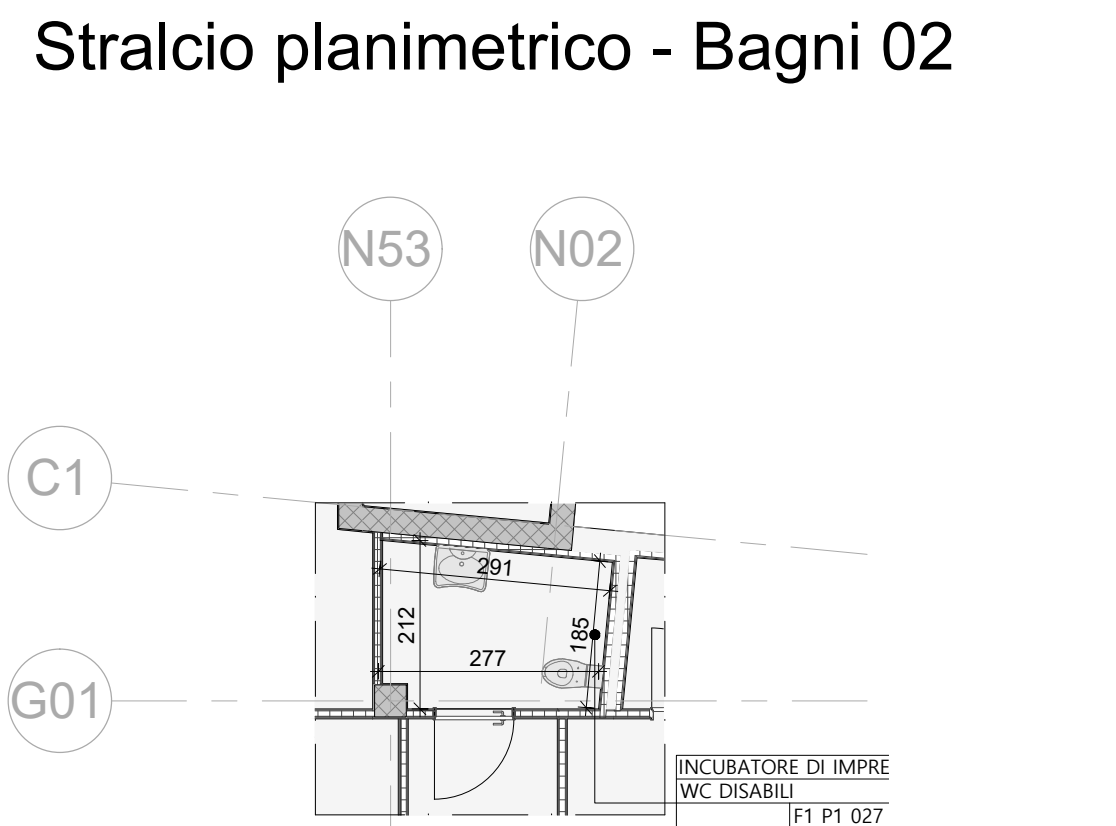 Stralcio planimetrico - Bagni 02
N53
N02
C1
291
212
185
277
G01
INCUBATORE DI IMPRE
WC DISABILI
F1 P1 027